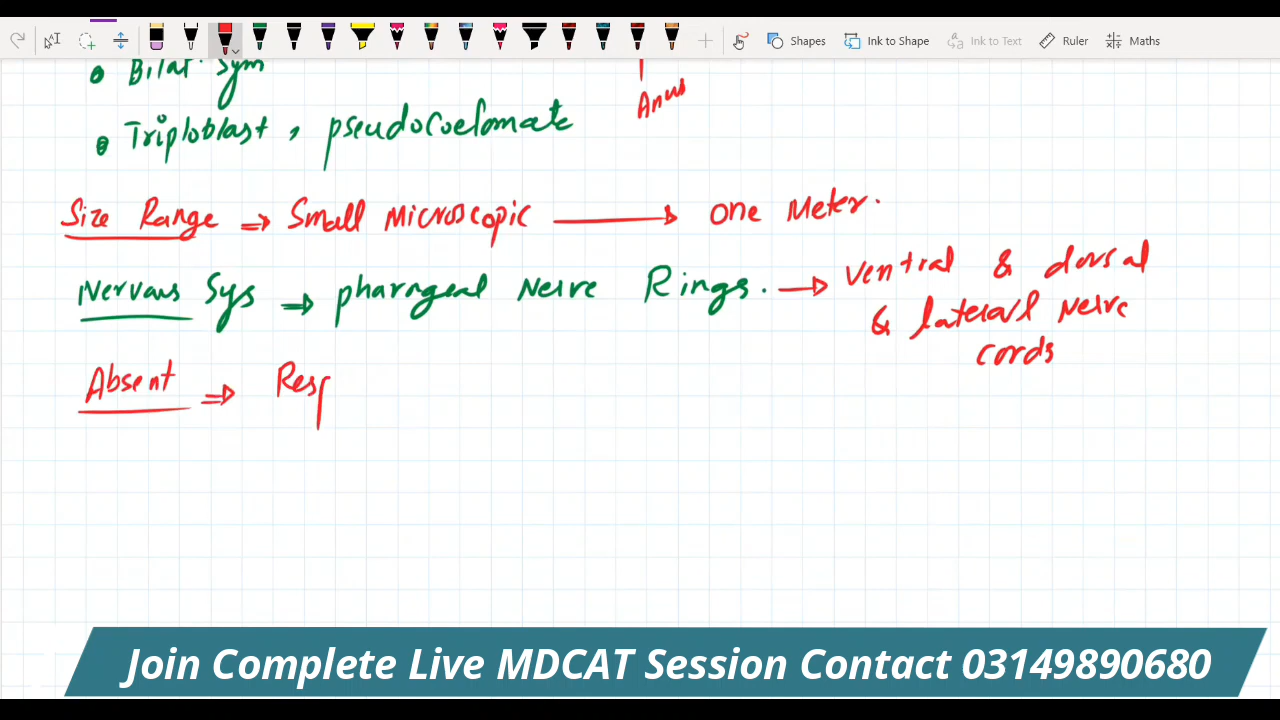 Shapes Ink to Shape Ink to Text Ruler Maths
Bilat. Sym
Anus
Triploblast, pseudocoelomate
Size Range ⇒ Small Microscopic → One Meter.
Nervous Sys ⇒ pharageal Nerve Rings. → Ventral & dorsal
& lateral Nerve
cords
Absent ⇒ Resp
Join Complete Live MDCAT Session Contact 03149890680